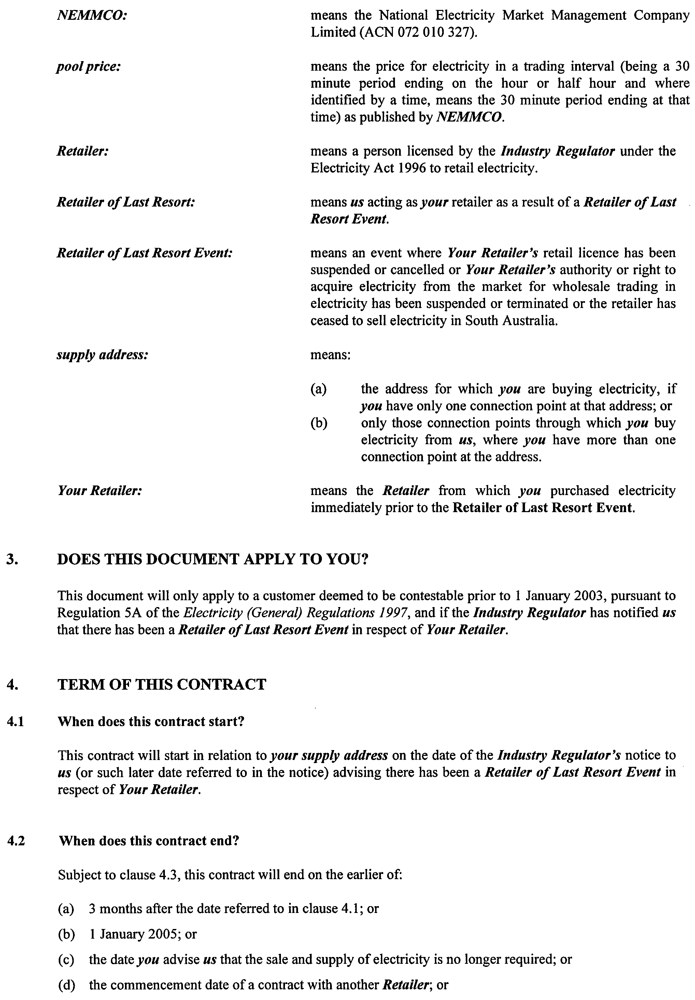 NEMMCO: means the National Electricity Market Management Company
Limited (ACN 072 010 327).
pool price: means the price for electricity in a trading interval (being a 30
minute period ending on the hour or half hour and where
identified by a time, means the 30 minute period ending at that
time) as published by NEMMCO.
Retailer: means a person licensed by the Industry Regulator under the
Electricity Act 1996 to retail electricity.
Retailer of Last Resort: means us acting as your retailer as a result of a Retailer of Last
Resort Event.
Retailer of Last Resort Event: means an event where Your Retailer's retail licence has been
suspended or cancelled or Your Retailer's authority or right to
acquire electricity from the market for wholesale trading in
electricity has been suspended or terminated or the retailer has
ceased to sell electricity in South Australia.
supply address: means:
(a) the address for which you are buying electricity, if
you have only one connection point at that address; or
(b) only those connection points through which you buy
electricity from us, where you have more than one
connection point at the address.
Your Retailer: means the Retailer from which you purchased electricity
immediately prior to the Retailer of Last Resort Event.
3. DOES THIS DOCUMENT APPLY TO YOU?
This document will only apply to a customer deemed to be contestable prior to 1 January 2003, pursuant to
Regulation 5A of the Electricity (General) Regulations 1997, and if the Industry Regulator has notified us
that there has been a Retailer of Last Resort Event in respect of Your Retailer.
4. TERM OF THIS CONTRACT
4.1 When does this contract start?
This contract will start in relation to your supply address on the date of the Industry Regulator's notice to
us (or such later date referred to in the notice) advising there has been a Retailer of Last Resort Event in
respect of Your Retailer.
4.2 When does this contract end?
Subject to clause 4.3, this contract will end on the earlier of:
(a) 3 months after the date referred to in clause 4.1; or
(b) 1 January 2005; or
(c) the date you advise us that the sale and supply of electricity is no longer required; or
(d) the commencement date of a contract with another Retailer; or